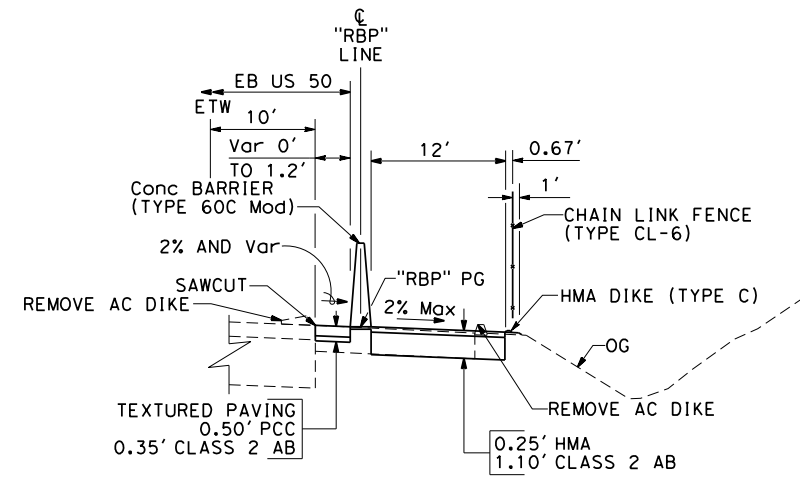 ℄
"RBP"
LINE
EB US 50
ETW
10'
Var 0'
TO 1.2'
12'
0.67'
1'
Conc BARRIER
(TYPE 60C Mod)
CHAIN LINK FENCE
(TYPE CL-6)
2% AND Var
SAWCUT
"RBP" PG
REMOVE AC DIKE
2% Max
HMA DIKE (TYPE C)
OG
TEXTURED PAVING
0.50' PCC
0.35' CLASS 2 AB
REMOVE AC DIKE
0.25' HMA
1.10' CLASS 2 AB